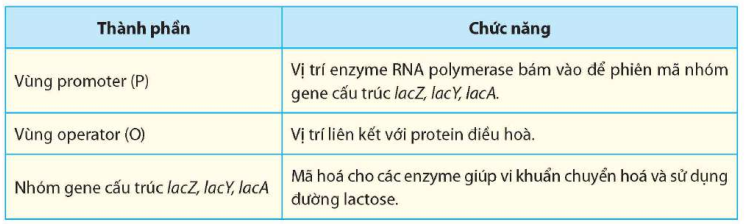 Thành phần
Chức năng
Vùng promoter (P)
Vị trí enzyme RNA polymerase bám vào để phiên mã nhóm
gene cấu trúc lacZ, lacY, lacA.
Vùng operator (O)
Vị trí liên kết với protein điều hoà.
Nhóm gene cấu trúc lacZ, lacY, lacA
Mã hoá cho các enzyme giúp vi khuẩn chuyển hoá và sử dụng
đường lactose.